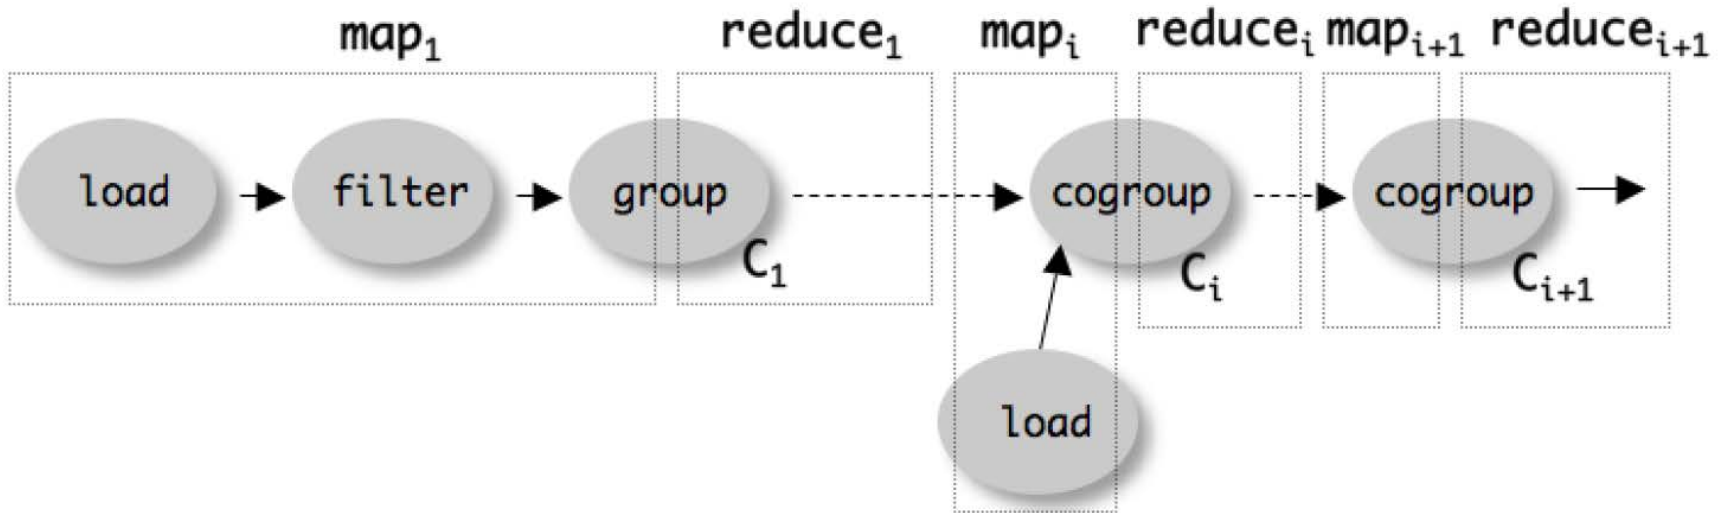 map₁ reduce₁ mapᵢ reduceᵢ mapᵢ₊₁ reduceᵢ₊₁
load filter group cogroup cogroup
C₁ Cᵢ Cᵢ₊₁
load